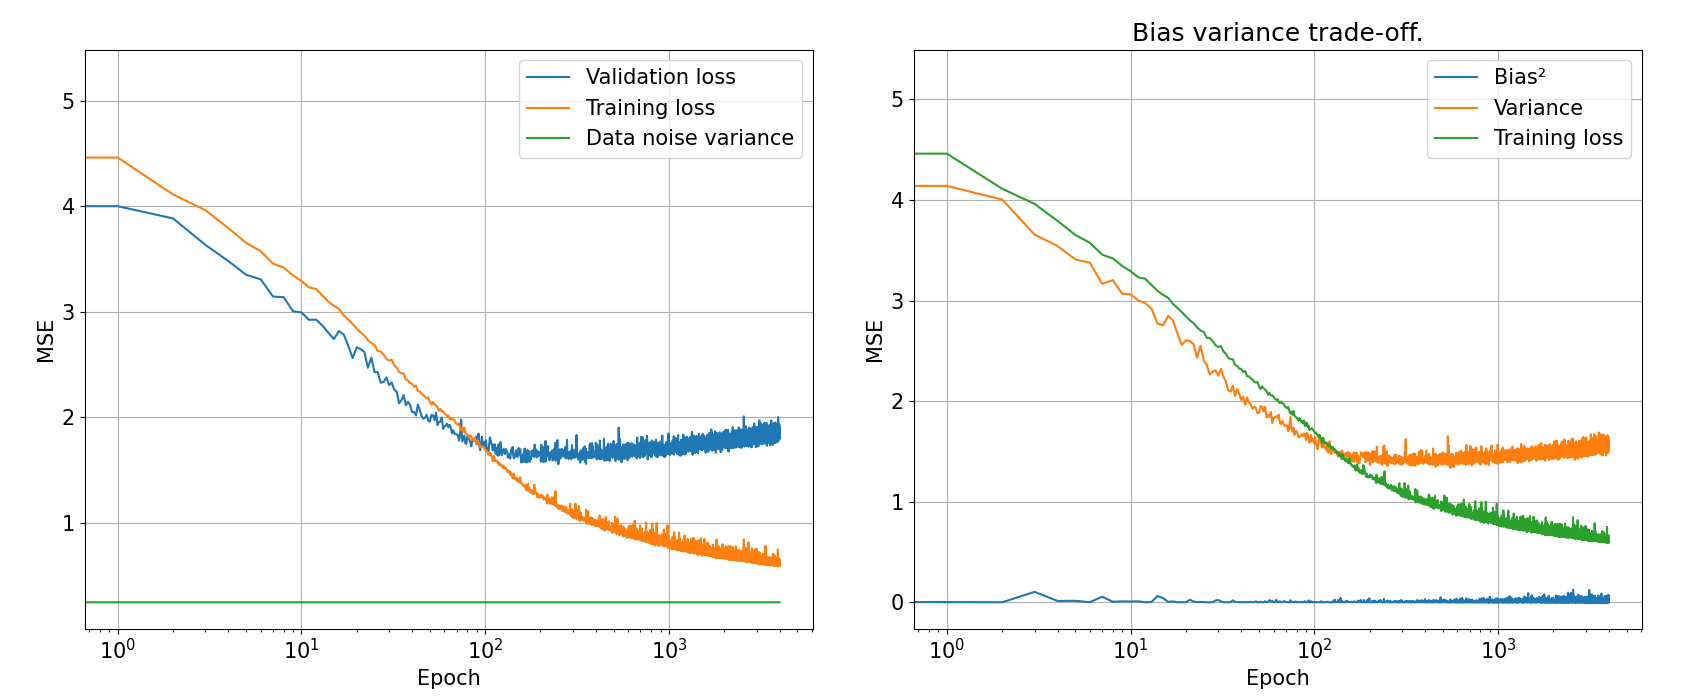 Validation loss
Training loss
Data noise variance
5
4
3
2
1
MSE
10⁰ 10¹ 10² 10³
Epoch
Bias variance trade-off.
Bias²
Variance
Training loss
5
4
3
2
1
0
MSE
10⁰ 10¹ 10² 10³
Epoch